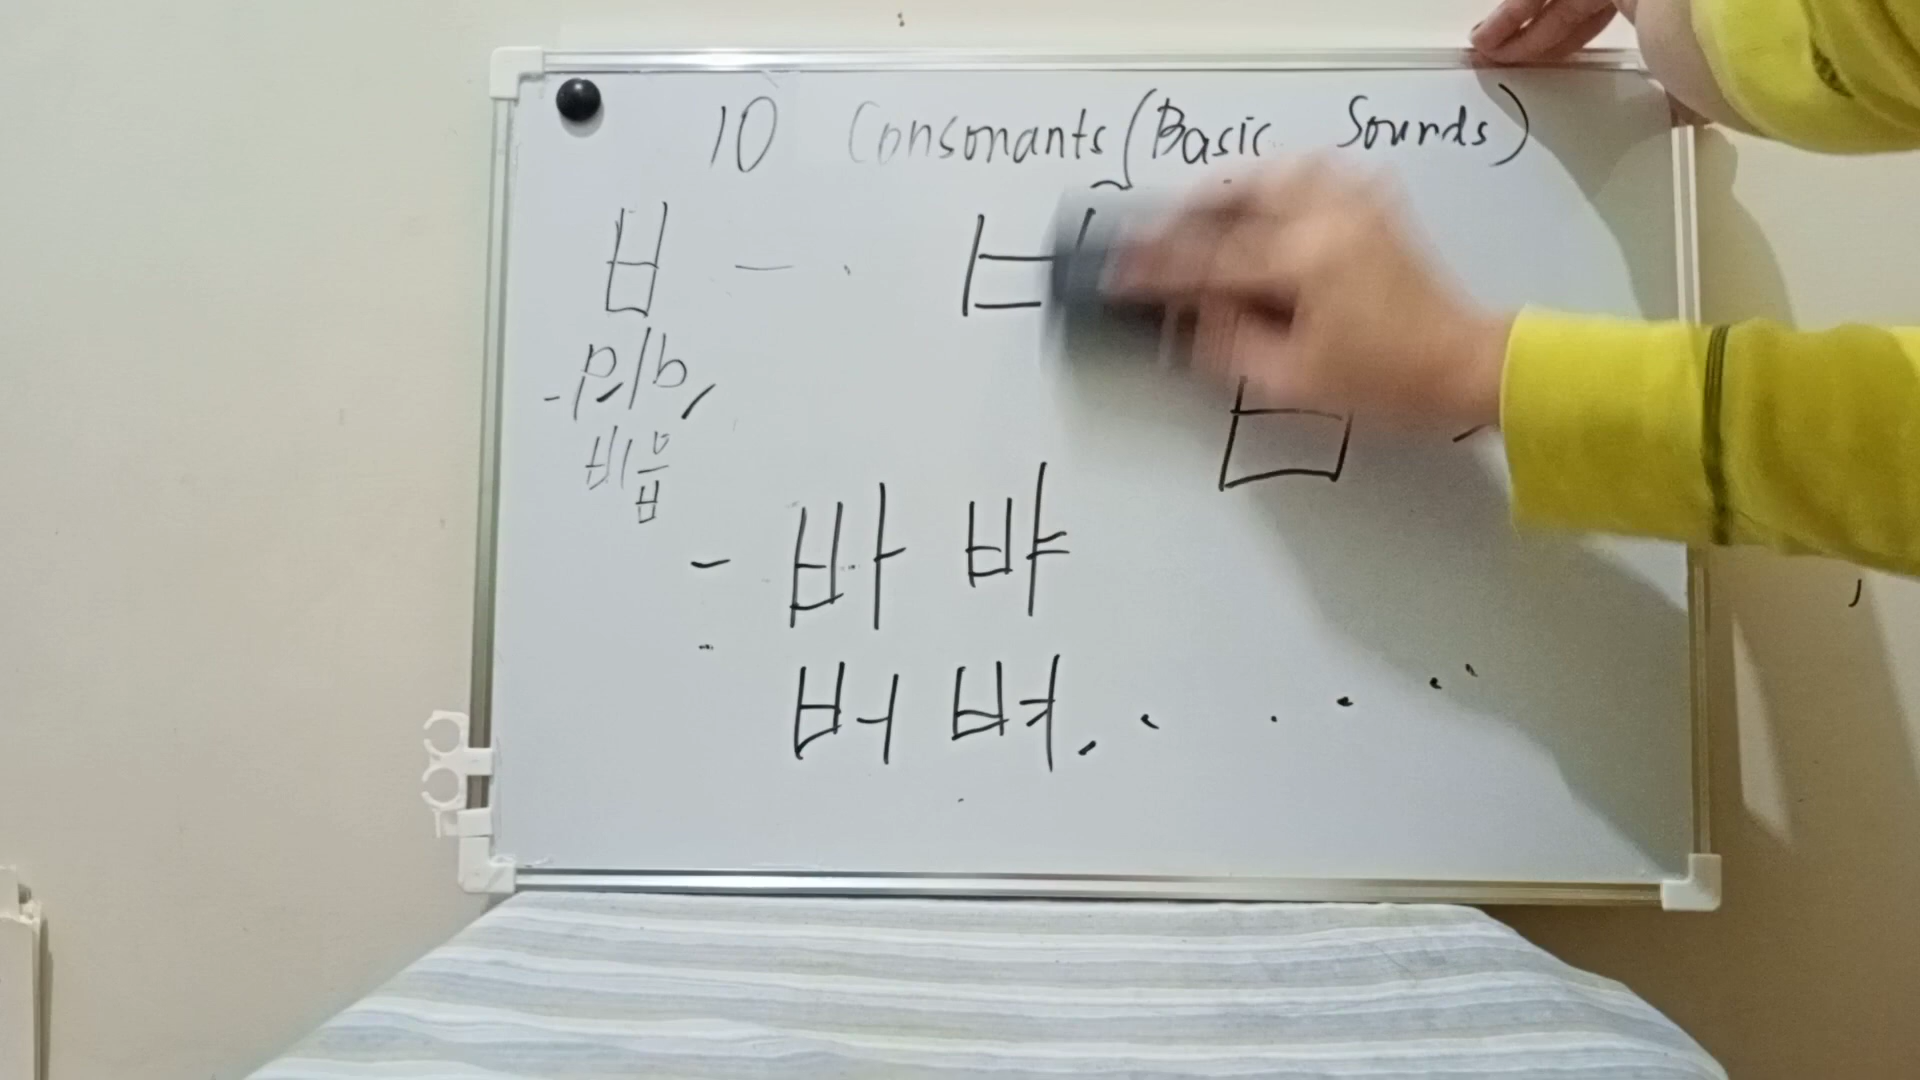 10 Consonants (Basic Sounds)
ㅂ -
- p/b,
비읍
- 바 뱌
버 벼